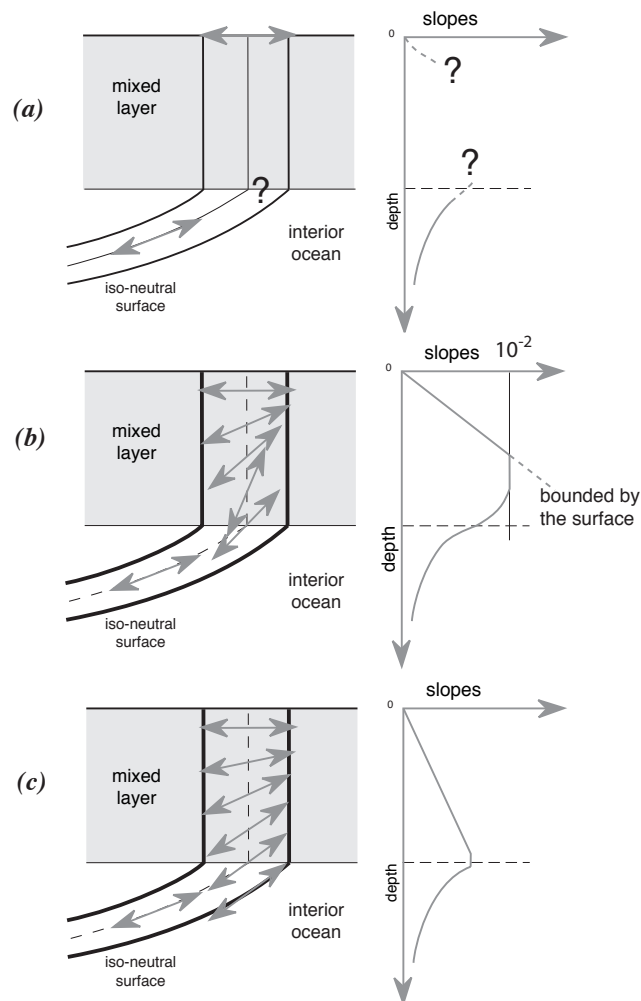 (a)
mixed
layer
?
iso-neutral
surface
interior
ocean
slopes
0
?
?
depth
(b)
mixed
layer
iso-neutral
surface
interior
ocean
slopes
10-2
0
bounded by
the surface
depth
(c)
mixed
layer
iso-neutral
surface
interior
ocean
slopes
0
depth